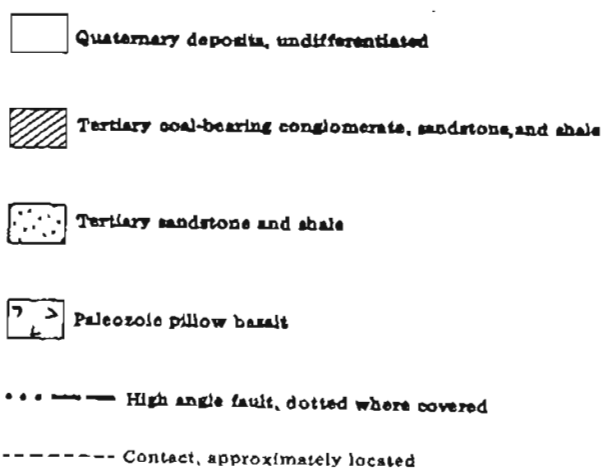 Quaternary deposits, undifferentiated
Tertiary coal-bearing conglomerate, sandstone, and shale
Tertiary sandstone and shale
Paleozoic pillow basalt
High angle fault, dotted where covered
Contact, approximately located